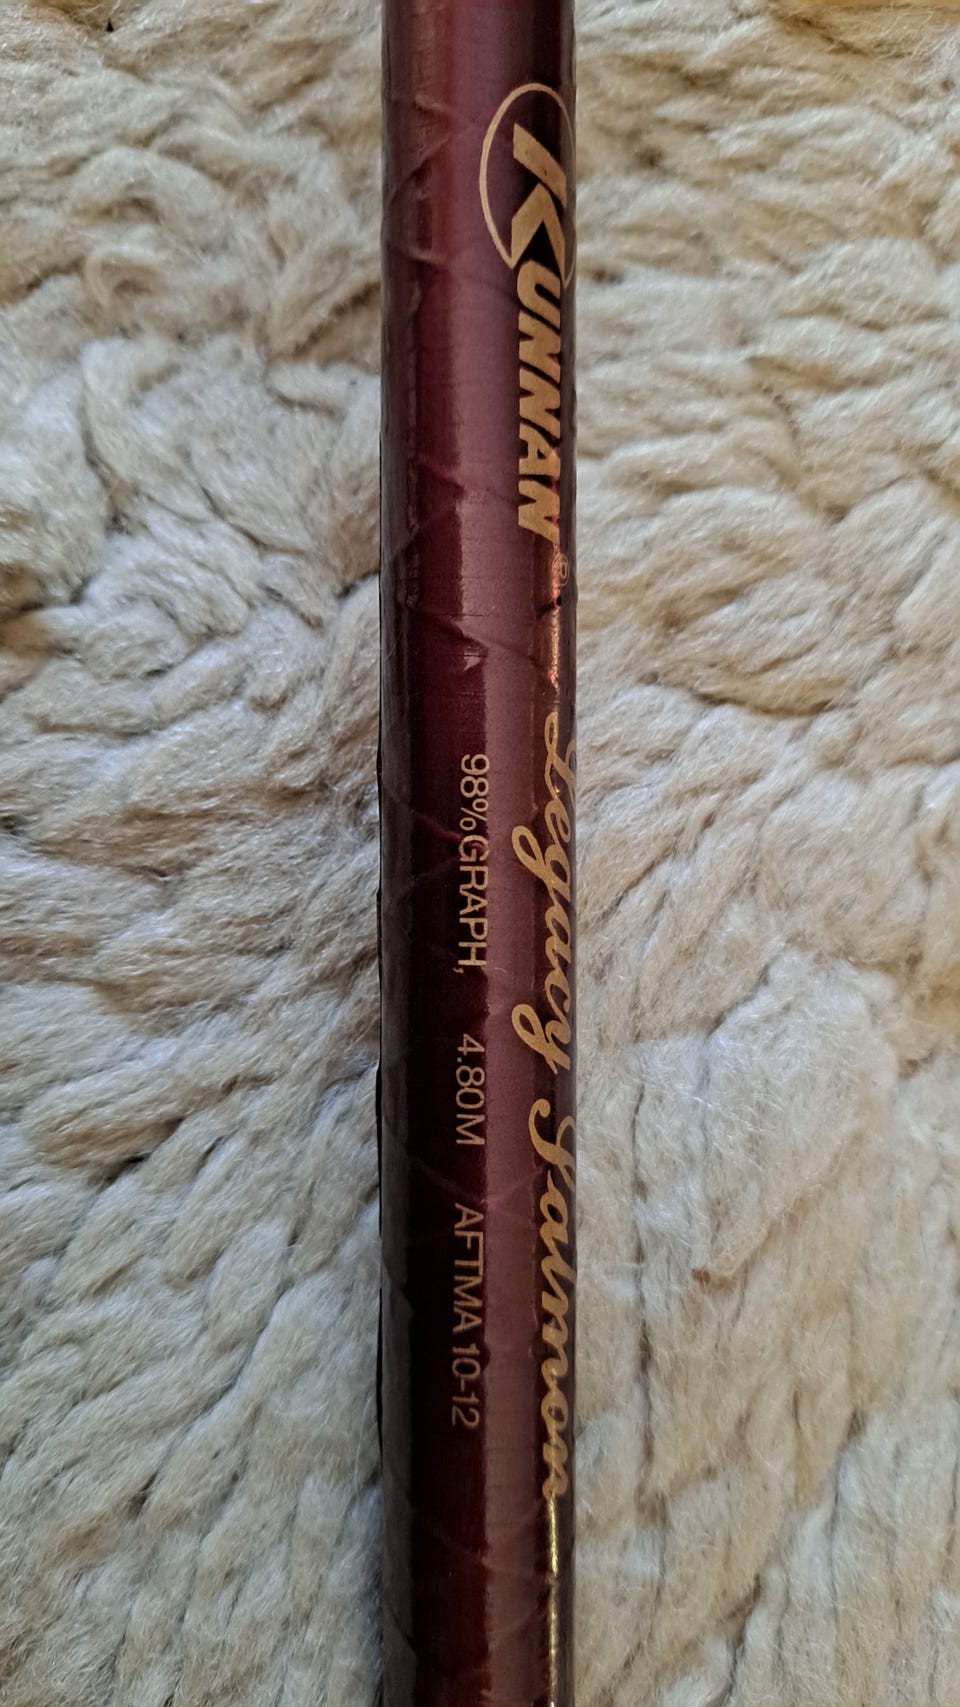 KUNNAN® Legacy Salmon
98%GRAPH, 4.80M AFTMA 10-12